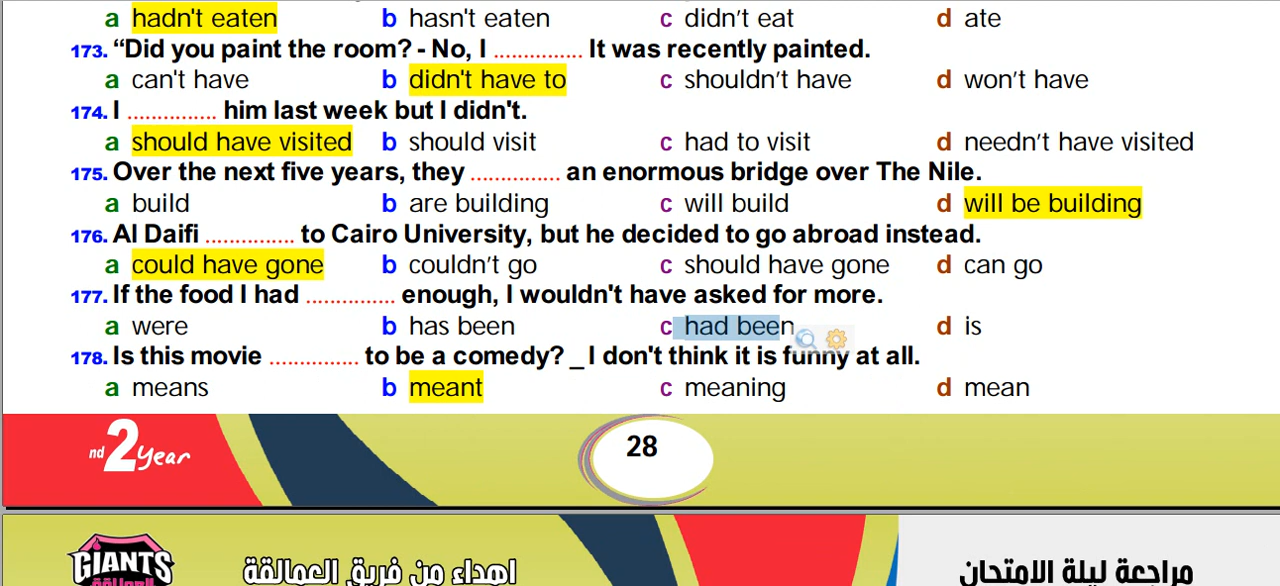 a hadn't eaten b hasn't eaten c didn’t eat d ate
173. “Did you paint the room? - No, I ............... It was recently painted.
a can't have b didn't have to c shouldn’t have d won’t have
174. I ............... him last week but I didn't.
a should have visited b should visit c had to visit d needn’t have visited
175. Over the next five years, they ............... an enormous bridge over The Nile.
a build b are building c will build d will be building
176. Al Daifi ............... to Cairo University, but he decided to go abroad instead.
a could have gone b couldn’t go c should have gone d can go
177. If the food I had ............... enough, I wouldn't have asked for more.
a were b has been c had been d is
178. Is this movie ............... to be a comedy? _ I don't think it is funny at all.
a means b meant c meaning d mean
nd 2 Year
28
GIANTS
العمالقة
اهداء من فريق العمالقة
مراجعة ليلة الامتحان